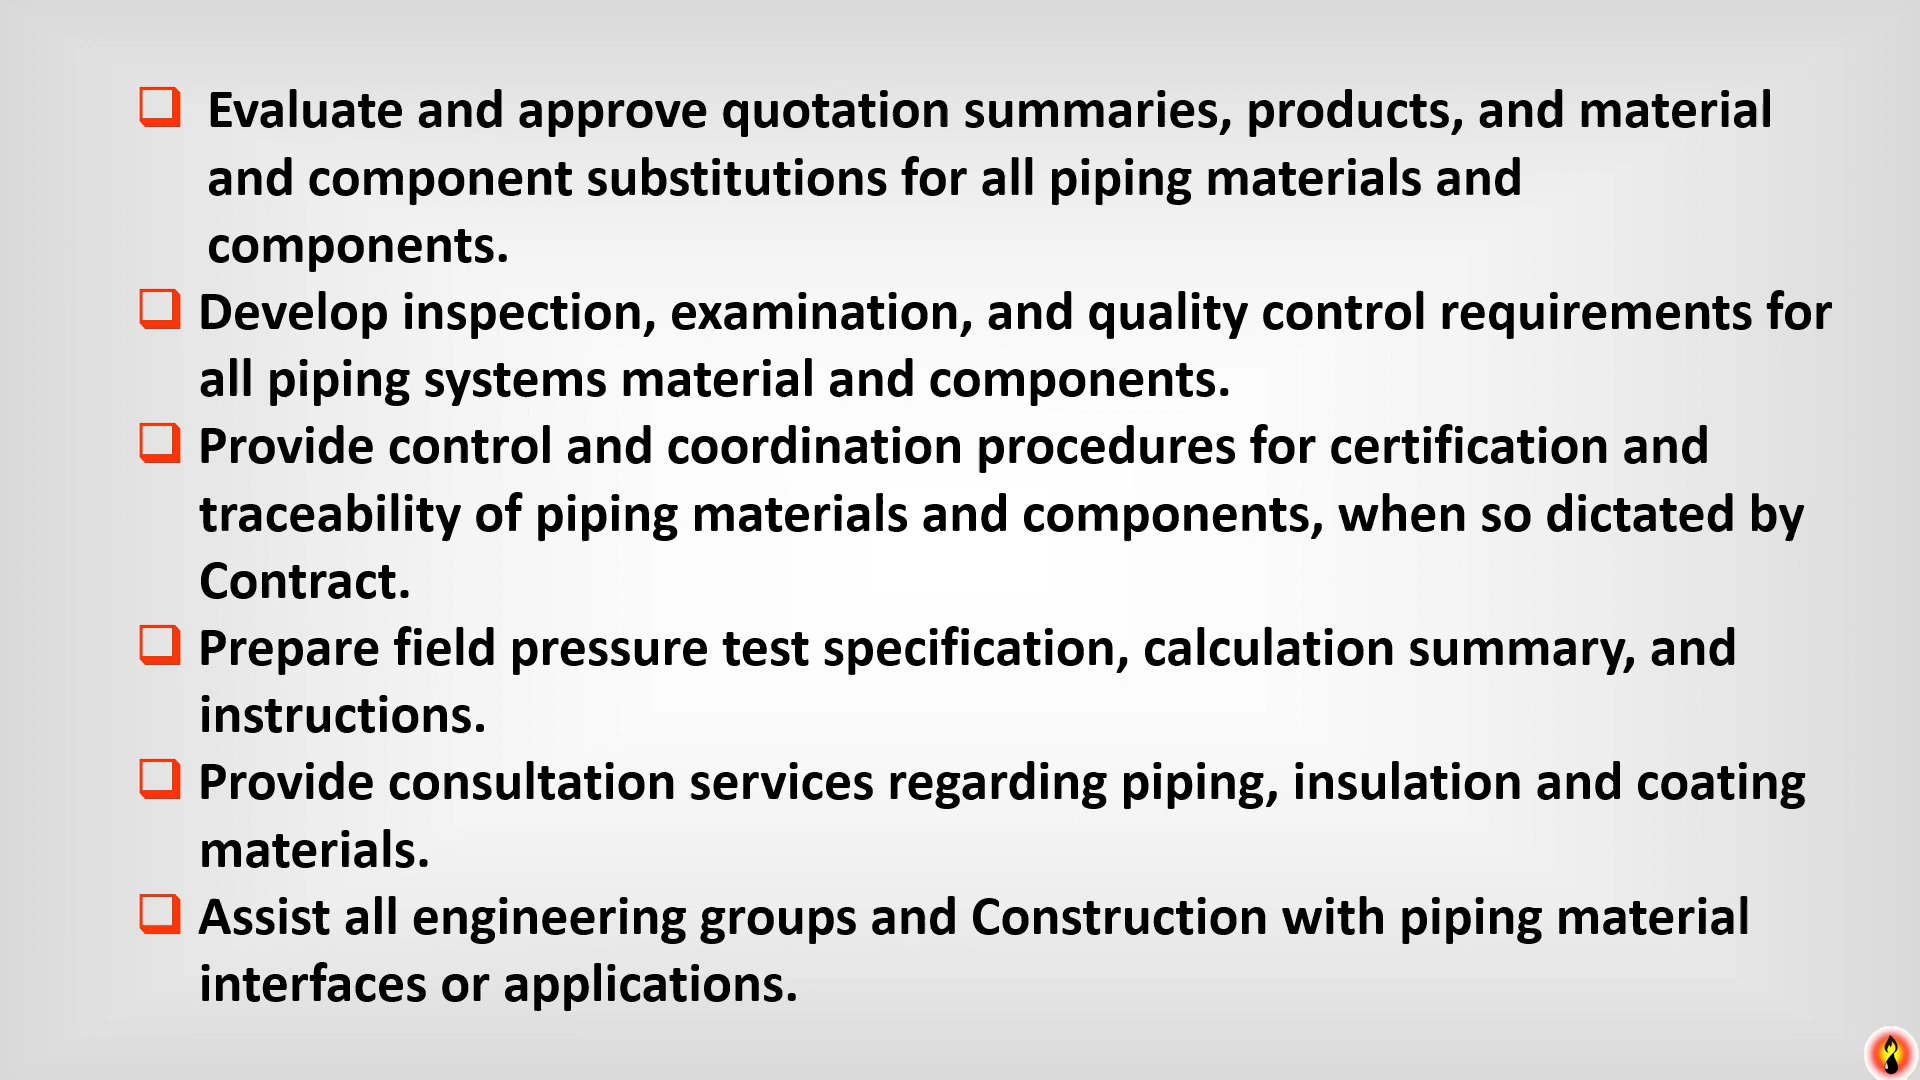 Evaluate and approve quotation summaries, products, and material
and component substitutions for all piping materials and
components.
Develop inspection, examination, and quality control requirements for
all piping systems material and components.
Provide control and coordination procedures for certification and
traceability of piping materials and components, when so dictated by
Contract.
Prepare field pressure test specification, calculation summary, and
instructions.
Provide consultation services regarding piping, insulation and coating
materials.
Assist all engineering groups and Construction with piping material
interfaces or applications.